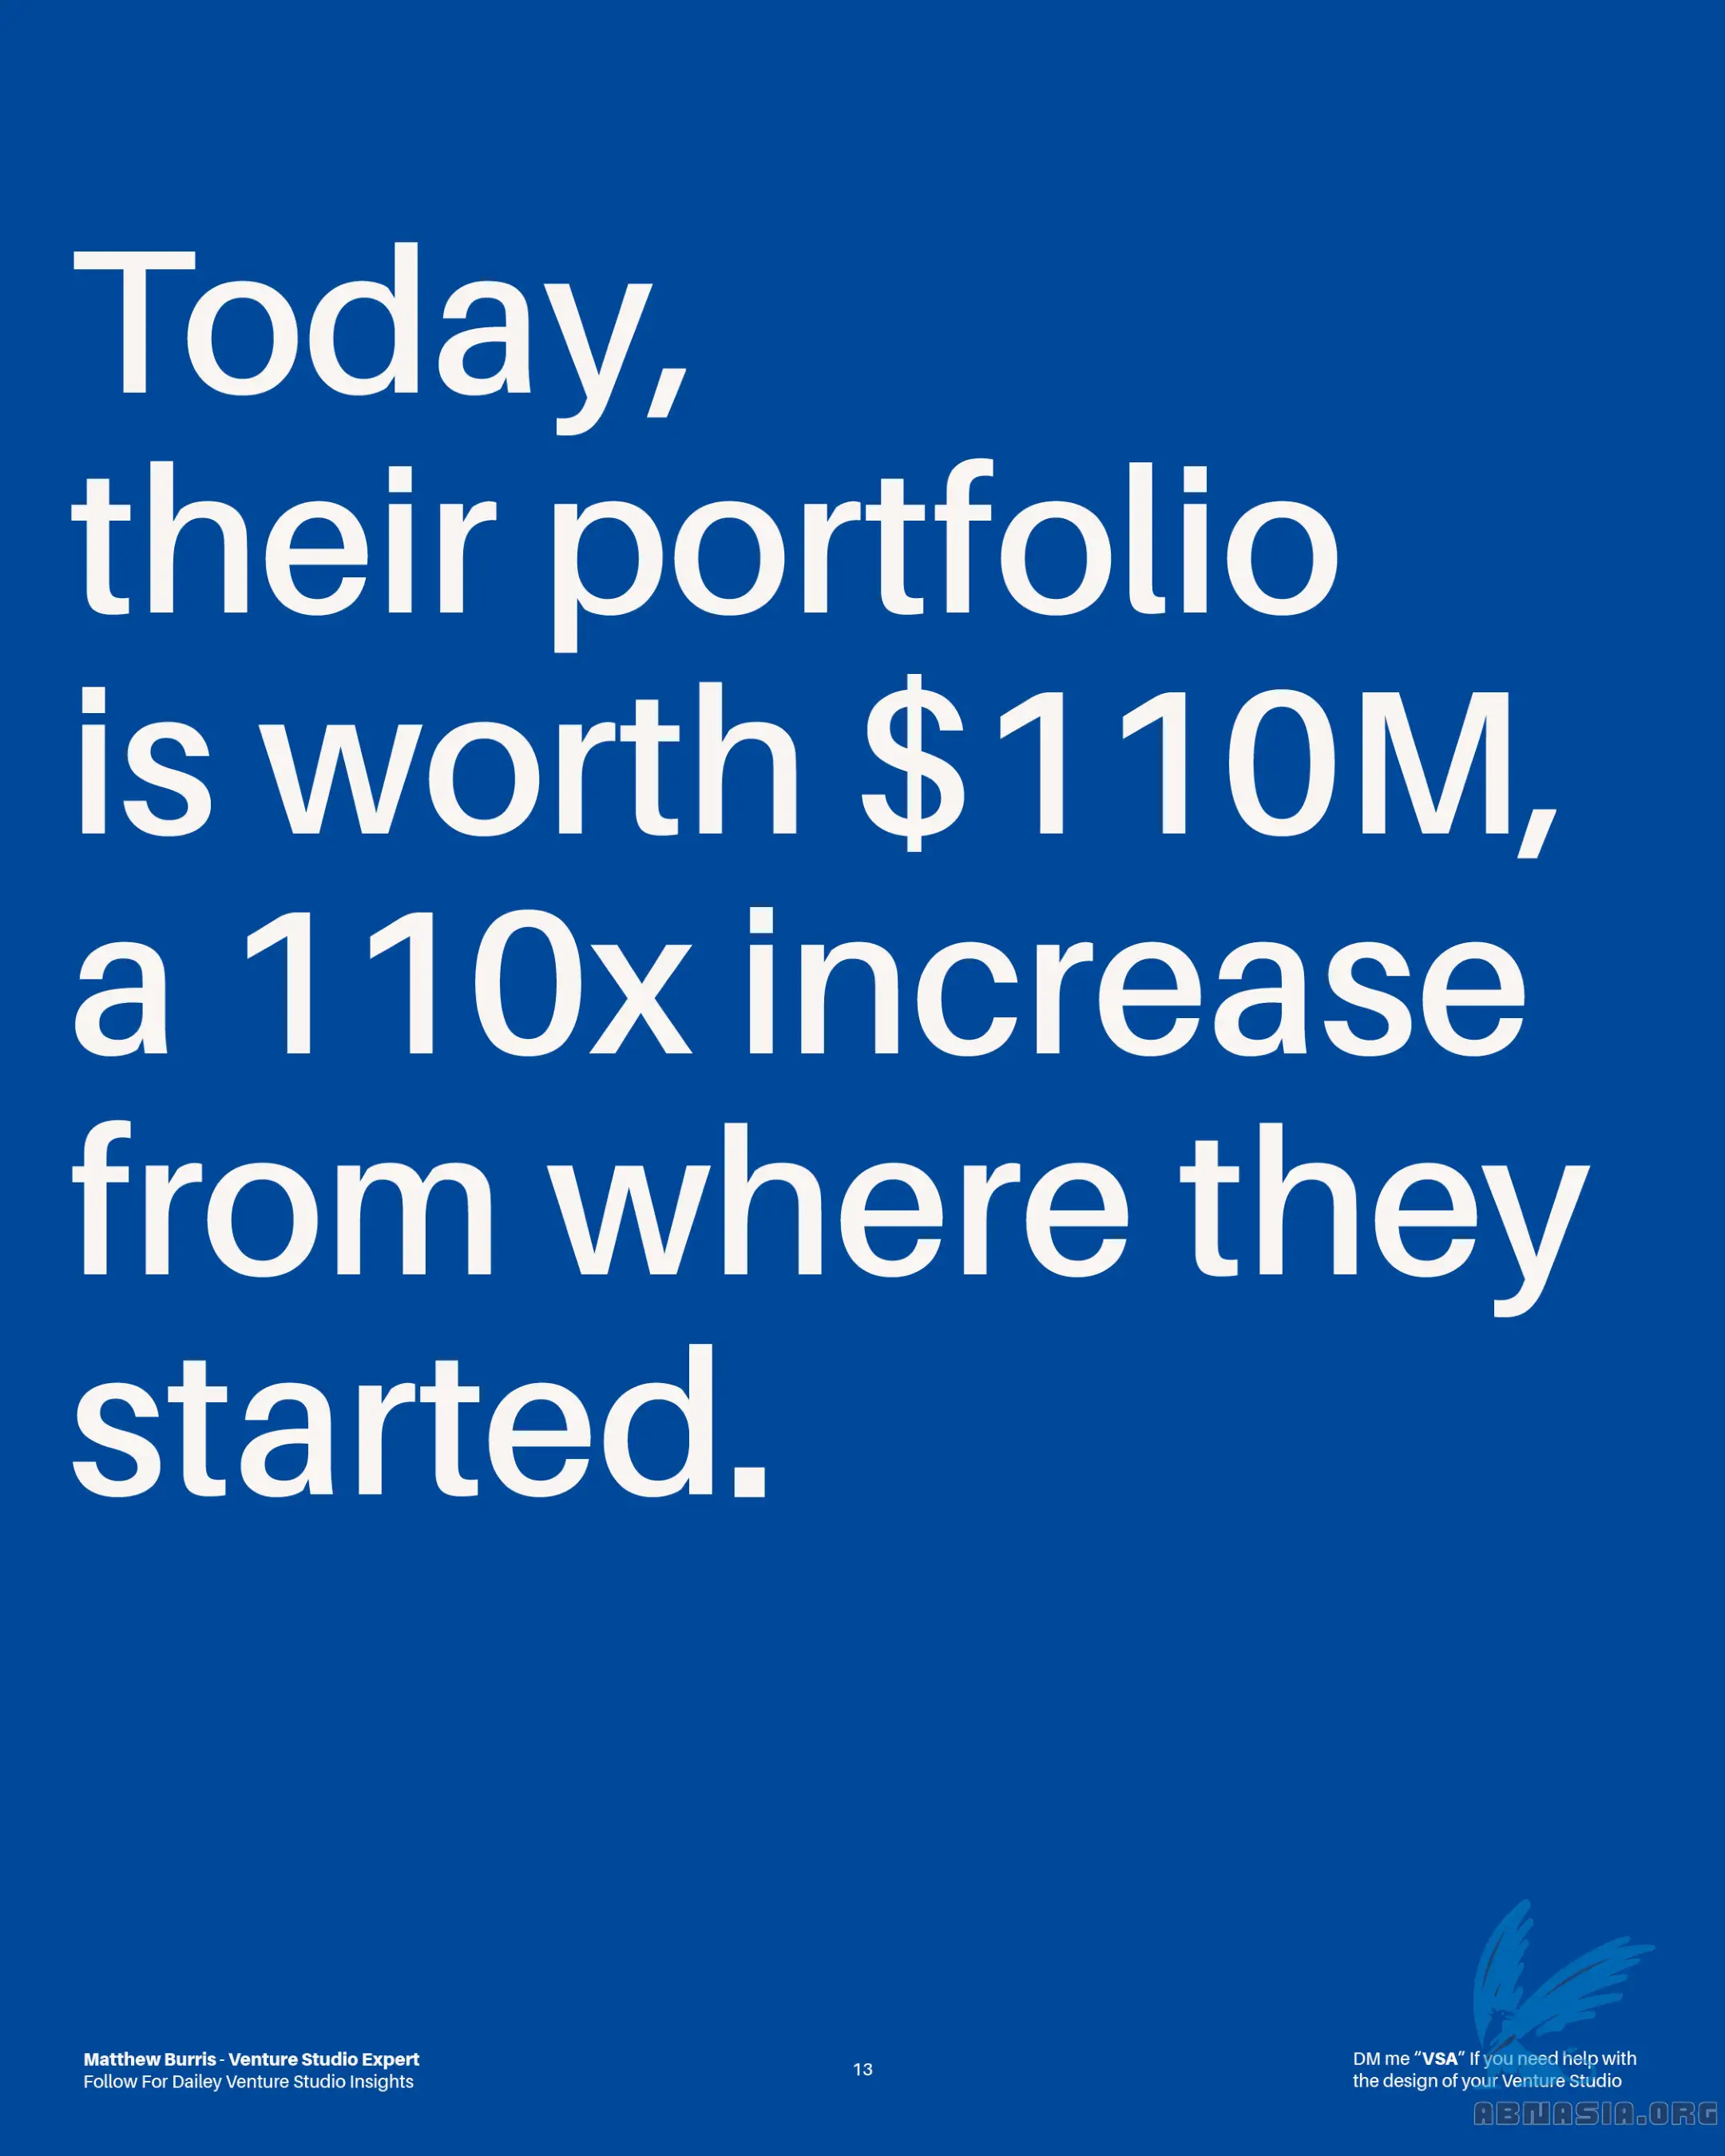 Today,
their portfolio
is worth $110M,
a 110x increase
from where they
started.
Matthew Burris - Venture Studio Expert
Follow For Dailey Venture Studio Insights
13
DM me “VSA” If you need help with
the design of your Venture Studio
ABNASIA.ORG